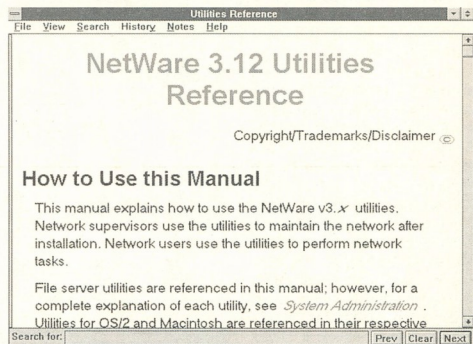 Utilities Reference
File View Search History Notes Help
NetWare 3.12 Utilities
Reference
Copyright/Trademarks/Disclaimer
How to Use this Manual
This manual explains how to use the NetWare v3.x utilities.
Network supervisors use the utilities to maintain the network after
installation. Network users use the utilities to perform network
tasks.
File server utilities are referenced in this manual; however, for a
complete explanation of each utility, see System Administration .
Utilities for OS/2 and Macintosh are referenced in their respective
Search for: Prev Clear Next